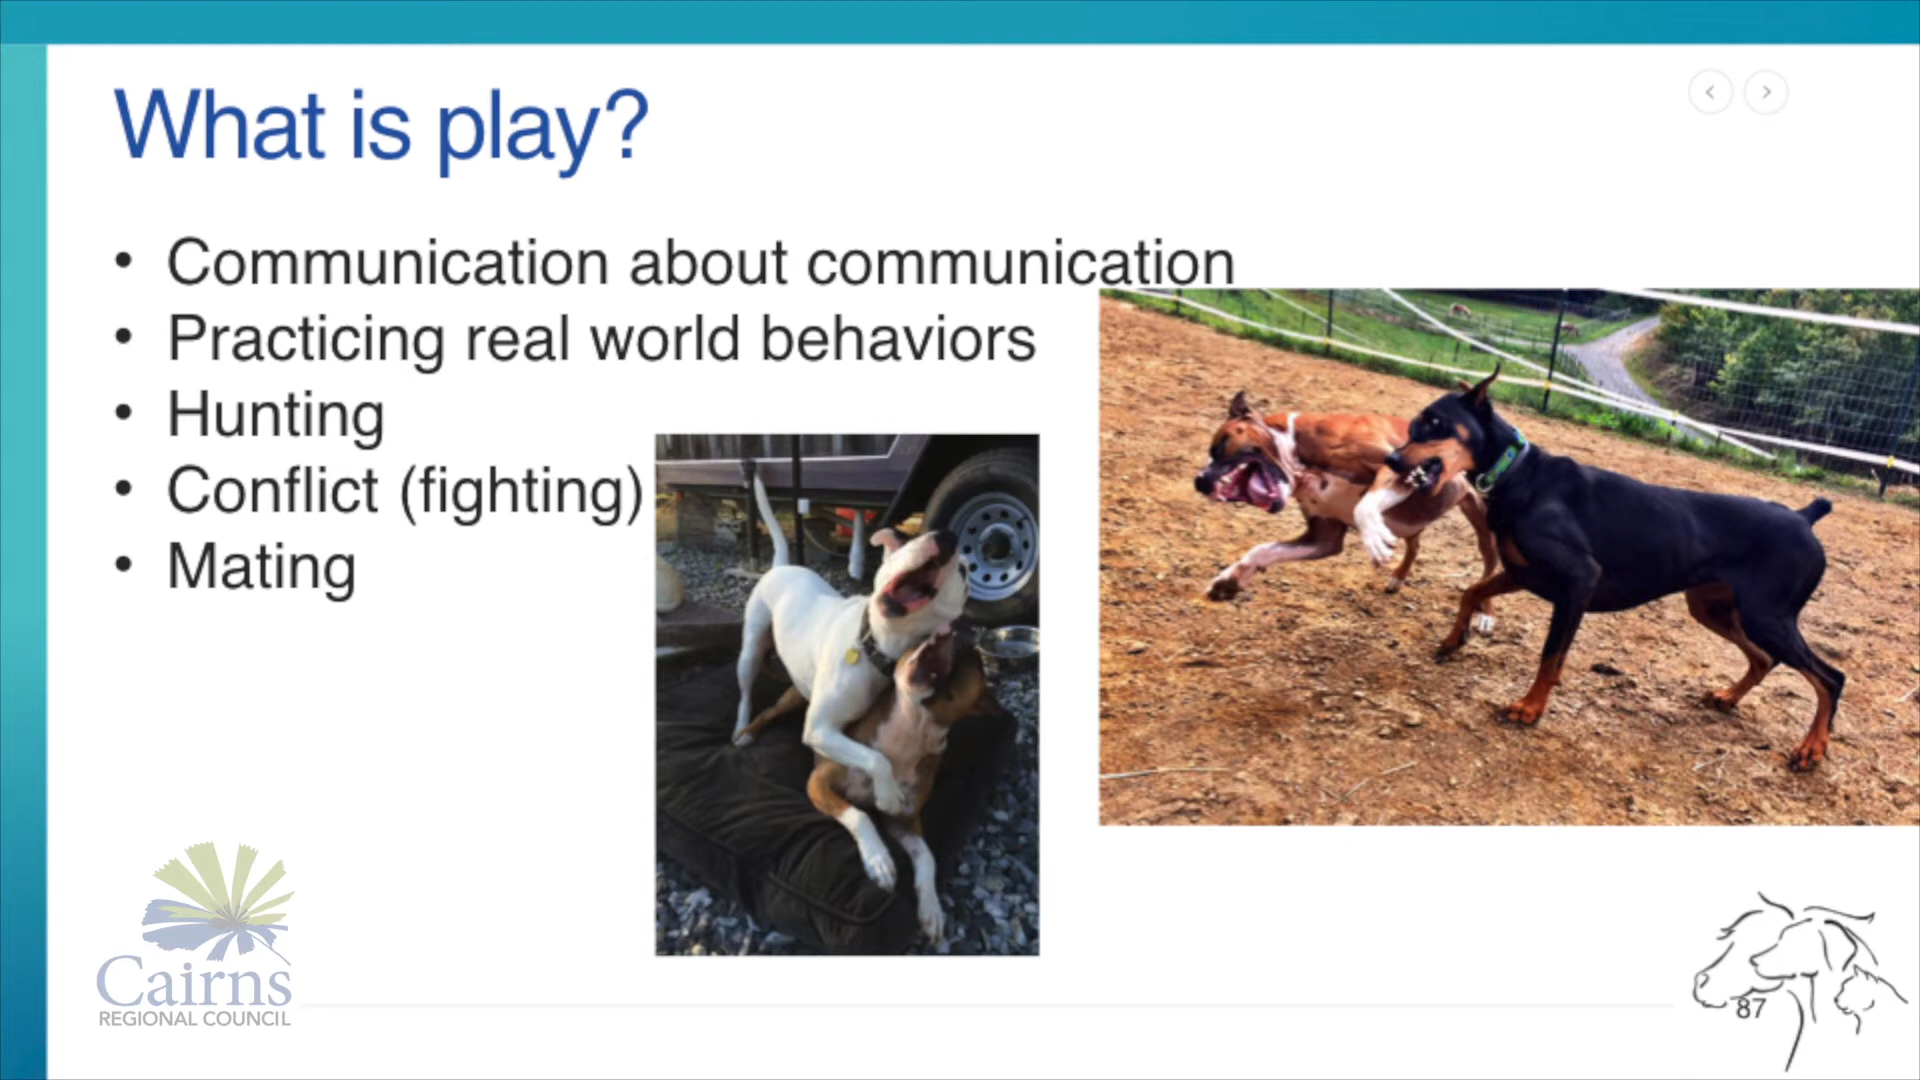 What is play?
• Communication about communication
• Practicing real world behaviors
• Hunting
• Conflict (fighting)
• Mating
Cairns
REGIONAL COUNCIL
87